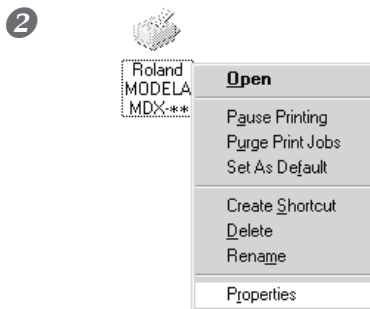 2
Roland
MODELA
MDX-**
Open
Pause Printing
Purge Print Jobs
Set As Default
Create Shortcut
Delete
Rename
Properties